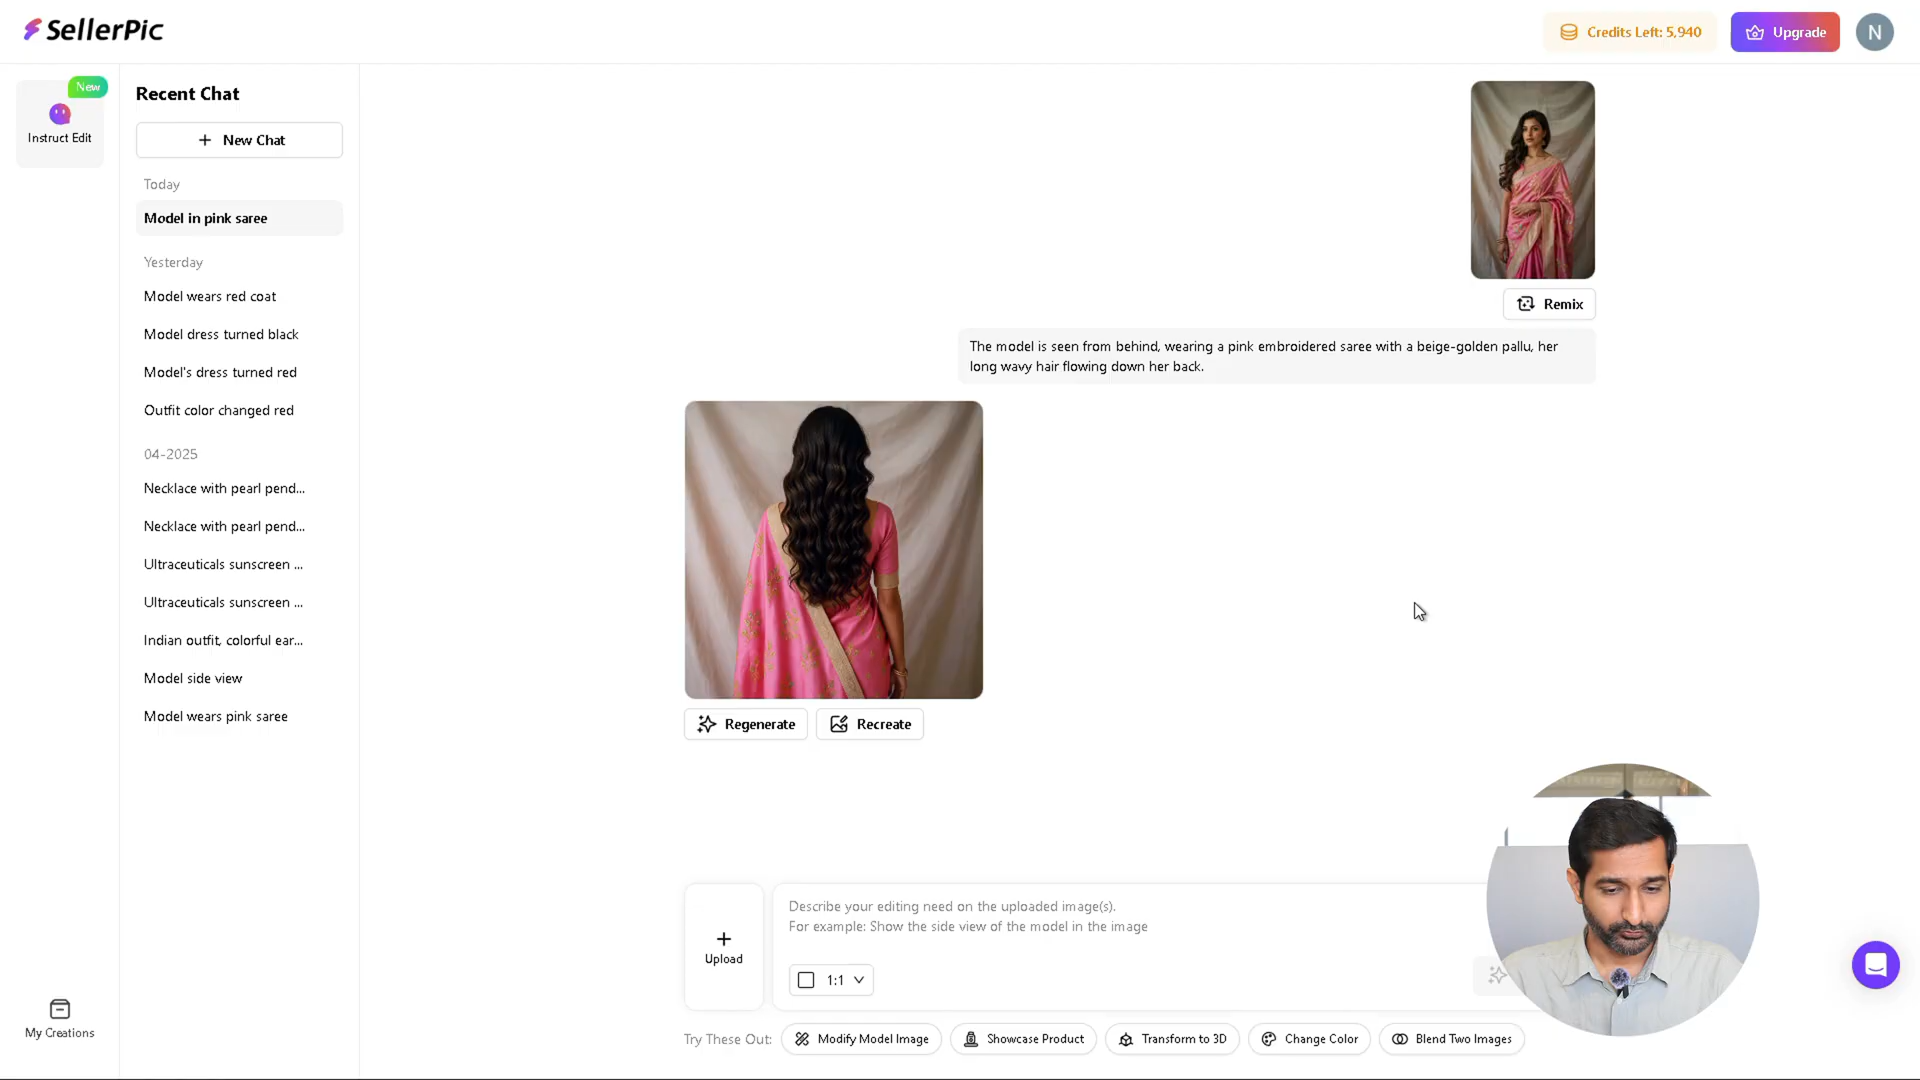 SellerPic
Credits Left: 5,940
Upgrade
N
New
Instruct Edit
Recent Chat
+ New Chat
Today
Model in pink saree
Yesterday
Model wears red coat
Model dress turned black
Model's dress turned red
Outfit color changed red
04-2025
Necklace with pearl pend...
Necklace with pearl pend...
Ultraceuticals sunscreen ...
Ultraceuticals sunscreen ...
Indian outfit, colorful ear...
Model side view
Model wears pink saree
My Creations
Remix
The model is seen from behind, wearing a pink embroidered saree with a beige-golden pallu, her
long wavy hair flowing down her back.
Regenerate
Recreate
+
Upload
Describe your editing need on the uploaded image(s).
For example: Show the side view of the model in the image
1:1
Try These Out:
Modify Model Image
Showcase Product
Transform to 3D
Change Color
Blend Two Images